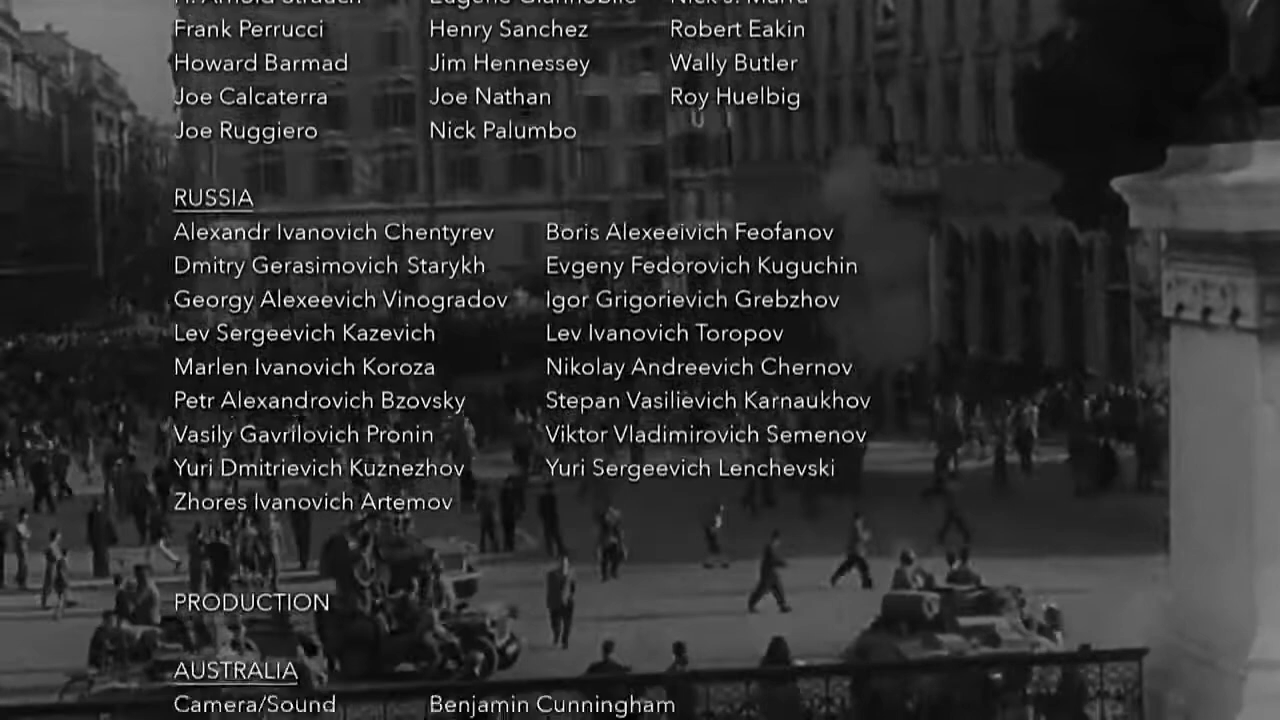 Frank Perrucci Henry Sanchez Robert Eakin
Howard Barmad Jim Hennessey Wally Butler
Joe Calcaterra Joe Nathan Roy Huelbig
Joe Ruggiero Nick Palumbo
RUSSIA
Alexandr Ivanovich Chentyrev Boris Alexeeivich Feofanov
Dmitry Gerasimovich Starykh Evgeny Fedorovich Kuguchin
Georgy Alexeevich Vinogradov Igor Grigorievich Grebzhov
Lev Sergeevich Kazevich Lev Ivanovich Toropov
Marlen Ivanovich Koroza Nikolay Andreevich Chernov
Petr Alexandrovich Bzovsky Stepan Vasilievich Karnaukhov
Vasily Gavrilovich Pronin Viktor Vladimirovich Semenov
Yuri Dmitrievich Kuznezhov Yuri Sergeevich Lenchevski
Zhores Ivanovich Artemov
PRODUCTION
AUSTRALIA
Camera/Sound Benjamin Cunningham